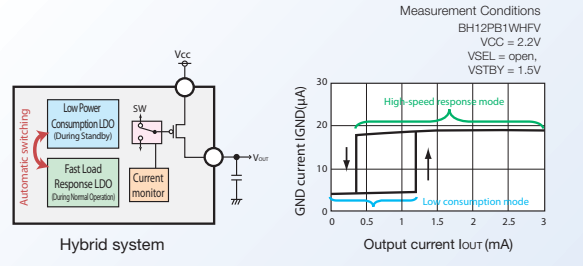 Measurement Conditions
BH12PB1WHFV
VCC = 2.2V
VSEL = open,
VSTBY = 1.5V
Vcc
Automatic switching
Low Power
Consumption LDO
(During Standby)
Fast Load
Response LDO
(During Normal Operation)
SW
Current
monitor
VOUT
Hybrid system
GND current IGND(μA)
30
20
10
0
High-speed response mode
Low consumption mode
0 0.5 1 1.5 2 2.5 3
Output current IOUT (mA)